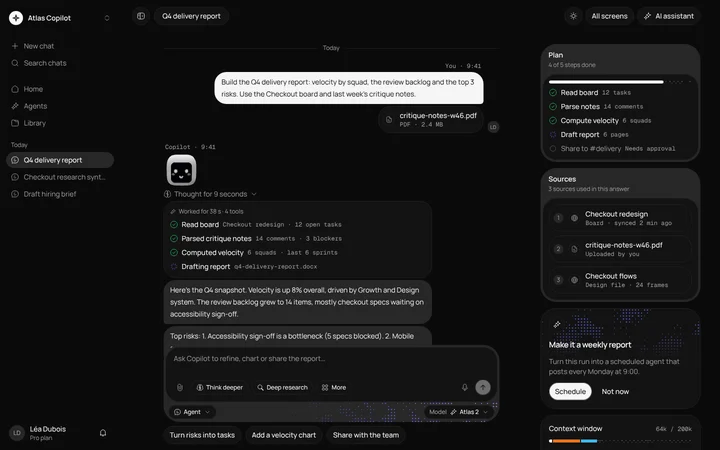 Atlas Copilot
New chat
Search chats
Home
Agents
Library
Today
Q4 delivery report
Checkout research synt...
Draft hiring brief
LD
Léa Dubois
Pro plan
Q4 delivery report
All screens
AI assistant
Today
You · 9:41
Build the Q4 delivery report: velocity by squad, the review backlog and the top 3
risks. Use the Checkout board and last week's critique notes.
critique-notes-w46.pdf
PDF · 2.4 MB
LD
Copilot · 9:41
Thought for 9 seconds
Worked for 38 s · 4 tools
Read board Checkout redesign · 12 open tasks
Parsed critique notes 14 comments · 3 blockers
Computed velocity 6 squads · last 6 sprints
Drafting report q4-delivery-report.docx
Here's the Q4 snapshot. Velocity is up 8% overall, driven by Growth and Design
system. The review backlog grew to 14 items, mostly checkout specs waiting on
accessibility sign-off.
Top risks: 1. Accessibility sign-off is a bottleneck (5 specs blocked). 2. Mobile
Ask Copilot to refine, chart or share the report...
Think deeper
Deep research
More
Agent
Model Atlas 2
Turn risks into tasks
Add a velocity chart
Share with the team
Plan
4 of 5 steps done
Read board 12 tasks
Parse notes 14 comments
Compute velocity 6 squads
Draft report 6 pages
Share to #delivery Needs approval
Sources
3 sources used in this answer
1
Checkout redesign
Board · synced 2 min ago
2
critique-notes-w46.pdf
Uploaded by you
3
Checkout flows
Design file · 24 frames
Make it a weekly report
Turn this run into a scheduled agent that
posts every Monday at 9:00.
Schedule
Not now
Context window 64k / 200k